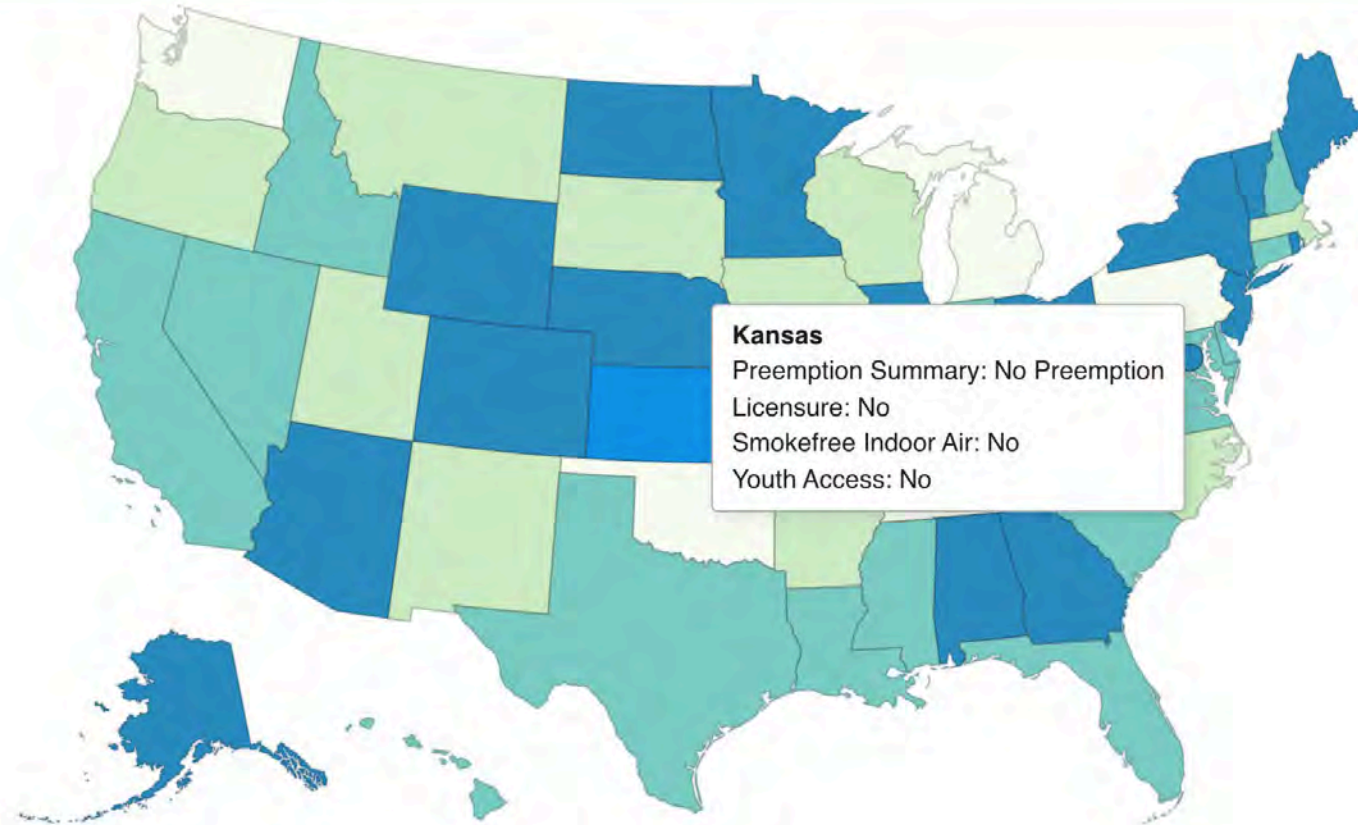 Kansas
Preemption Summary: No Preemption
Licensure: No
Smokefree Indoor Air: No
Youth Access: No